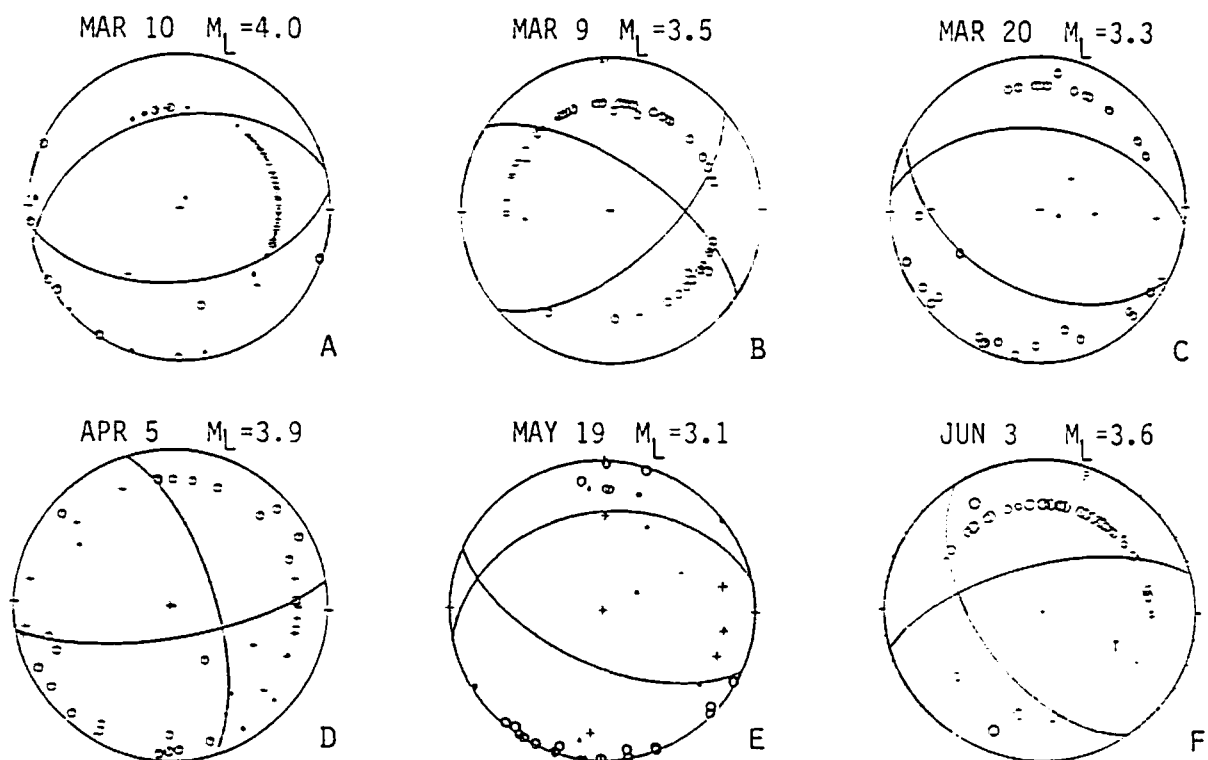 MAR 10 M_L=4.0
MAR 9 M_L=3.5
MAR 20 M_L=3.3
A
B
C
APR 5 M_L=3.9
MAY 19 M_L=3.1
JUN 3 M_L=3.6
D
E
F